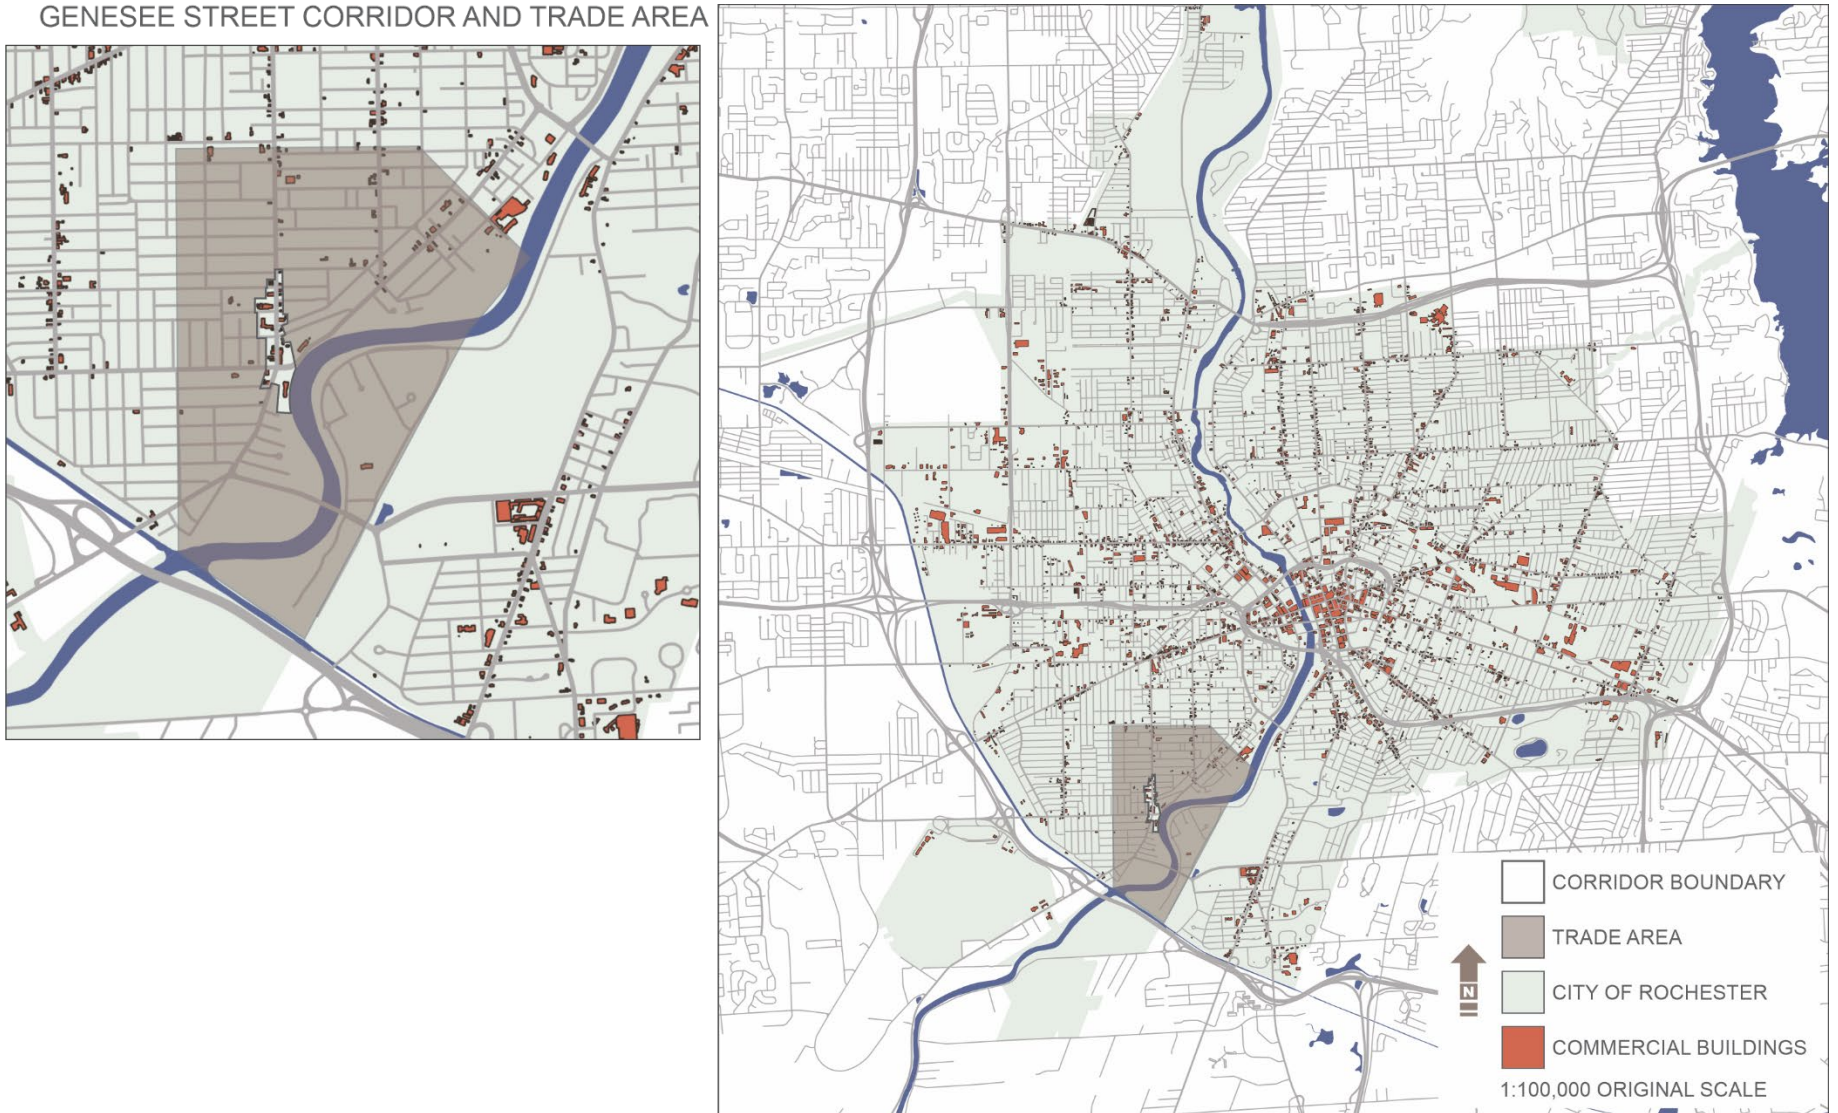 GENESEE STREET CORRIDOR AND TRADE AREA
CORRIDOR BOUNDARY
TRADE AREA
N
CITY OF ROCHESTER
COMMERCIAL BUILDINGS
1:100,000 ORIGINAL SCALE